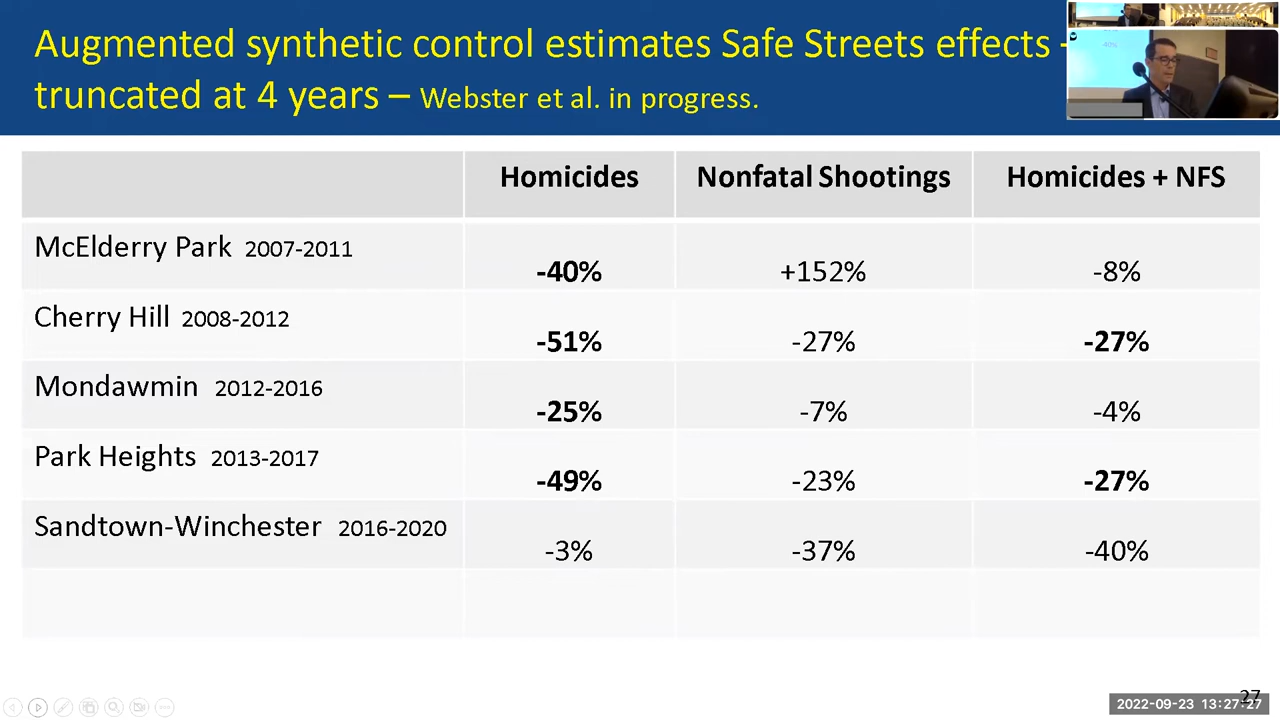 Augmented synthetic control estimates Safe Streets effects -
truncated at 4 years – Webster et al. in progress.
Homicides Nonfatal Shootings Homicides + NFS
McElderry Park 2007-2011 -40% +152% -8%
Cherry Hill 2008-2012 -51% -27% -27%
Mondawmin 2012-2016 -25% -7% -4%
Park Heights 2013-2017 -49% -23% -27%
Sandtown-Winchester 2016-2020 -3% -37% -40%
27
2022-09-23 13:27:27